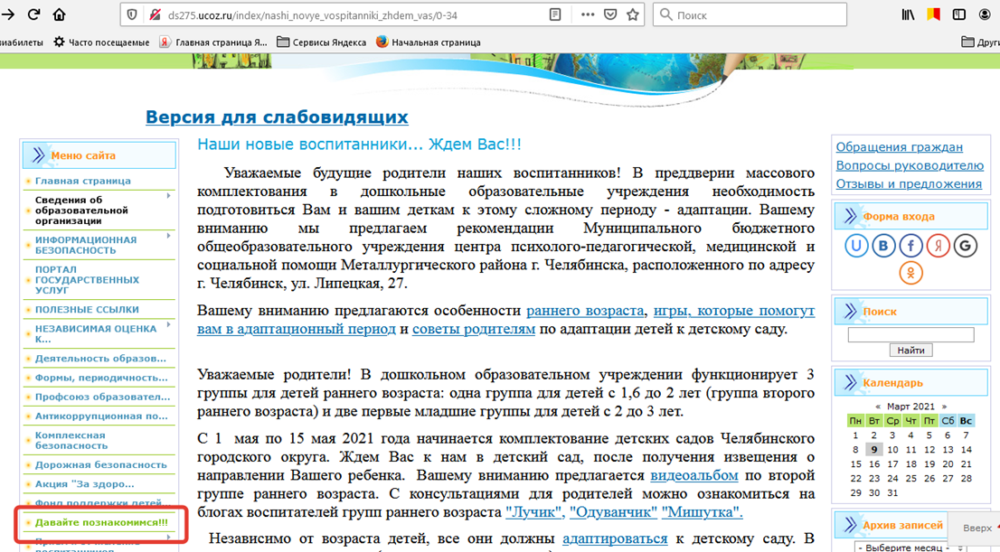 ds275.ucoz.ru/index/nashi_novye_vospitanniki_zhdem_vas/0-34
Поиск
Часто посещаемые
Главная страница Я...
Сервисы Яндекса
Начальная страница
Версия для слабовидящих
Меню сайта
Главная страница
Сведения об
образовательной
организации
ИНФОРМАЦИОННАЯ
БЕЗОПАСНОСТЬ
ПОРТАЛ
ГОСУДАРСТВЕННЫХ
УСЛУГ
ПОЛЕЗНЫЕ ССЫЛКИ
НЕЗАВИСИМАЯ ОЦЕНКА
К...
Деятельность образов...
Формы, периодичность...
Профсоюз образовател...
Антикоррупционная по...
Комплексная
безопасность
Дорожная безопасность
Акция "За здоро...
Фонд поддержки детей
Давайте познакомимся!!!
Наши новые воспитанники... Ждем Вас!!!
Уважаемые будущие родители наших воспитанников! В преддверии массового
комплектования в дошкольные образовательные учреждения необходимость
подготовиться Вам и вашим деткам к этому сложному периоду - адаптации. Вашему
вниманию мы предлагаем рекомендации Муниципального бюджетного
общеобразовательного учреждения центра психолого-педагогической, медицинской и
социальной помощи Металлургического района г. Челябинска, расположенного по адресу
г. Челябинск, ул. Липецкая, 27.
Вашему вниманию предлагаются особенности раннего возраста, игры, которые помогут
вам в адаптационный период и советы родителям по адаптации детей к детскому саду.
Уважаемые родители! В дошкольном образовательном учреждении функционирует 3
группы для детей раннего возраста: одна группа для детей с 1,6 до 2 лет (группа второго
раннего возраста) и две первые младшие группы для детей с 2 до 3 лет.
С 1 мая по 15 мая 2021 года начинается комплектование детских садов Челябинского
городского округа. Ждем Вас к нам в детский сад, после получения извещения о
направлении Вашего ребенка. Вашему вниманию предлагается видеоальбом по второй
группе раннего возраста. С консультациями для родителей можно ознакомиться на
блогах воспитателей групп раннего возраста "Лучик", "Одуванчик" "Мишутка".
Независимо от возраста детей, все они должны адаптироваться к детскому саду. В
Обращения граждан
Вопросы руководителю
Отзывы и предложения
Форма входа
Поиск
Найти
Календарь
« Март 2021 »
Пн Вт Ср Чт Пт Сб Вс
1 2 3 4 5 6 7
8 9 10 11 12 13 14
15 16 17 18 19 20 21
22 23 24 25 26 27 28
29 30 31
Архив записей
Вверх
- Выберите месяц -